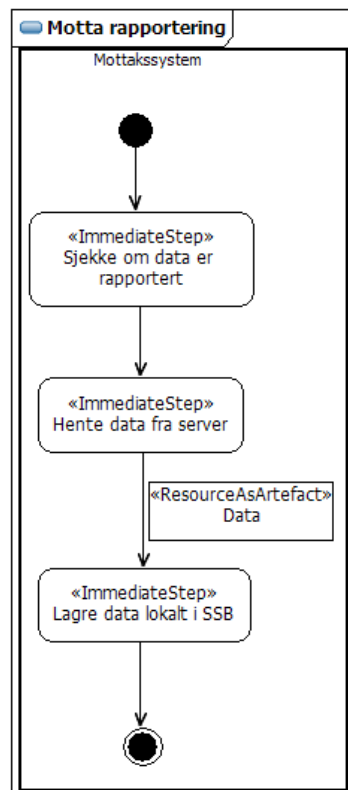 Motta rapportering
Mottakssystem
«ImmediateStep»
Sjekke om data er
rapportert
«ImmediateStep»
Hente data fra server
«ResourceAsArtefact»
Data
«ImmediateStep»
Lagre data lokalt i SSB